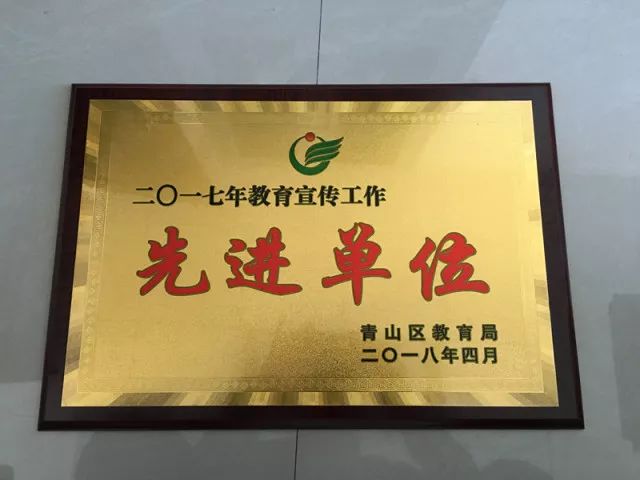 二〇一七年教育宣传工作
先进单位
青山区教育局
二〇一八年四月